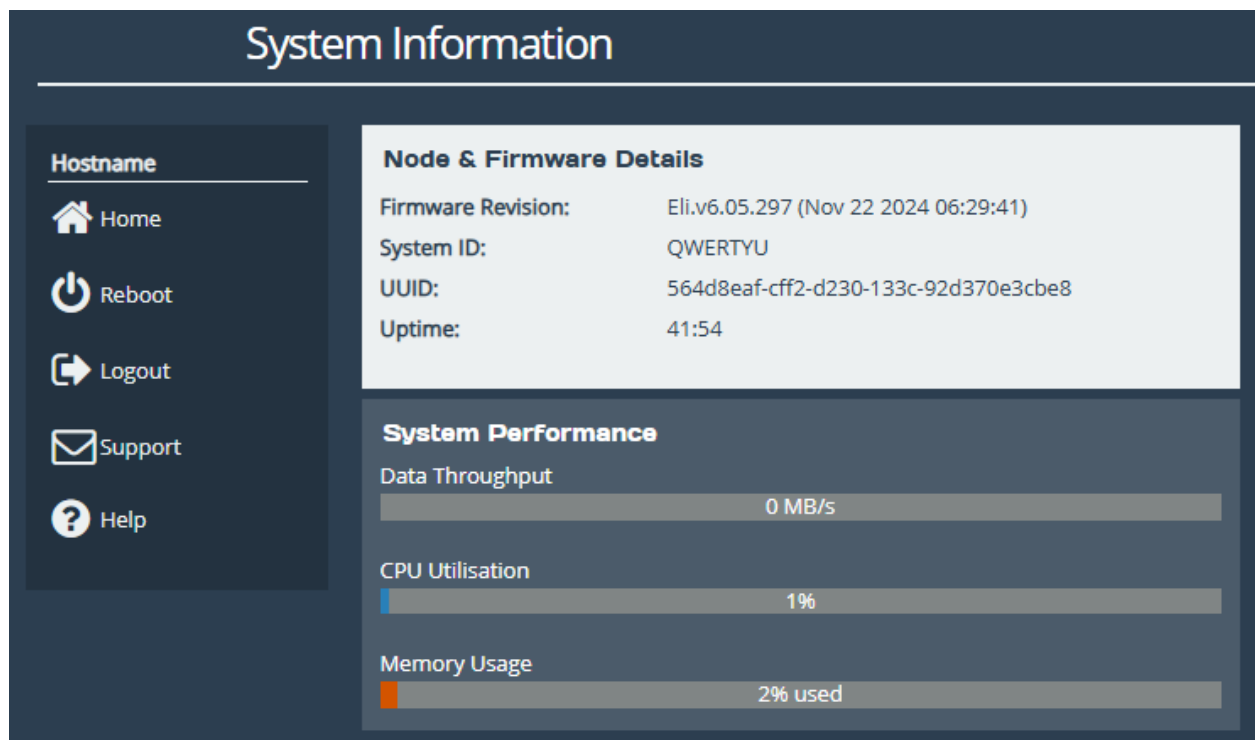 System Information
Hostname
Home
Reboot
Logout
Support
Help
Node & Firmware Details
Firmware Revision: Eli.v6.05.297 (Nov 22 2024 06:29:41)
System ID: QWERTYU
UUID: 564d8eaf-cff2-d230-133c-92d370e3cbe8
Uptime: 41:54
System Performance
Data Throughput
0 MB/s
CPU Utilisation
1%
Memory Usage
2% used